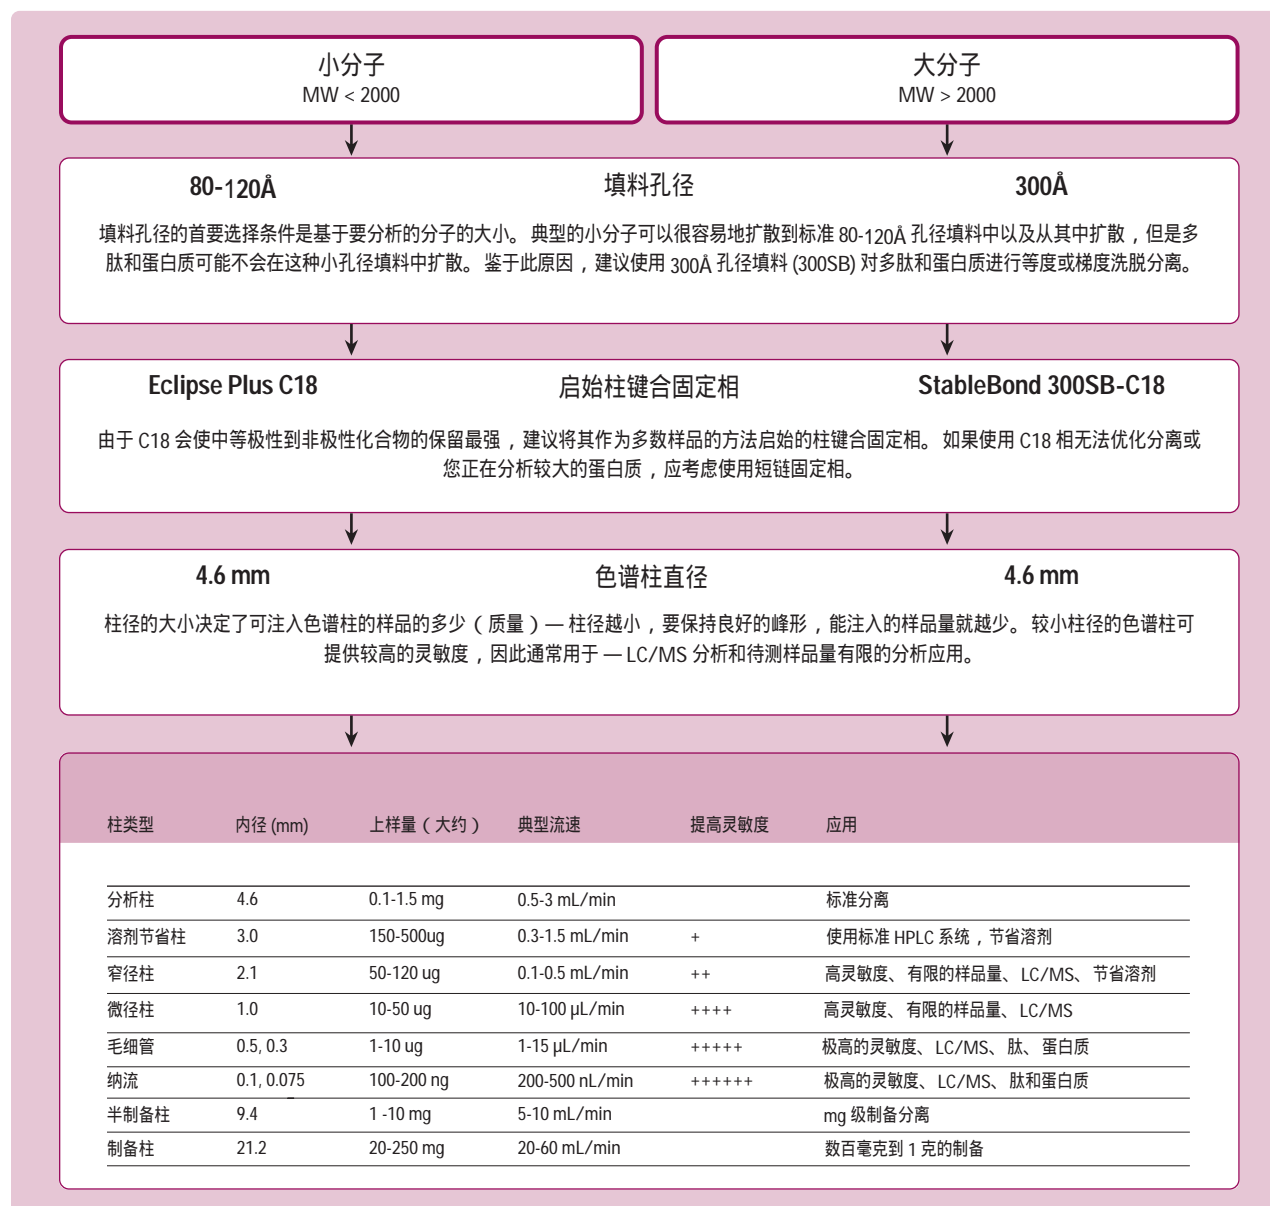 小分子
MW < 2000
大分子
MW > 2000
80-120Å 填料孔径 300Å
填料孔径的首要选择条件是基于要分析的分子的大小。典型的小分子可以很容易地扩散到标准 80-120Å 孔径填料中以及从其中扩散，但是多
肽和蛋白质可能不会在这种小孔径填料中扩散。鉴于此原因，建议使用 300Å 孔径填料 (300SB) 对多肽和蛋白质进行等度或梯度洗脱分离。
Eclipse Plus C18 启始柱键合固定相 StableBond 300SB-C18
由于 C18 会使中等极性到非极性化合物的保留最强，建议将其作为多数样品的方法启始的柱键合固定相。如果使用 C18 相无法优化分离或
您正在分析较大的蛋白质，应考虑使用短链固定相。
4.6 mm 色谱柱直径 4.6 mm
柱径的大小决定了可注入色谱柱的样品的多少（质量）— 柱径越小，要保持良好的峰形，能注入的样品量就越少。较小柱径的色谱柱可
提供较高的灵敏度，因此通常用于 — LC/MS 分析和待测样品量有限的分析应用。
柱类型 内径 (mm) 上样量（大约） 典型流速 提高灵敏度 应用
分析柱 4.6 0.1-1.5 mg 0.5-3 mL/min 标准分离
溶剂节省柱 3.0 150-500ug 0.3-1.5 mL/min + 使用标准 HPLC 系统，节省溶剂
窄径柱 2.1 50-120 ug 0.1-0.5 mL/min ++ 高灵敏度、有限的样品量、LC/MS、节省溶剂
微径柱 1.0 10-50 ug 10-100 µL/min ++++ 高灵敏度、有限的样品量、LC/MS
毛细管 0.5, 0.3 1-10 ug 1-15 µL/min +++++ 极高的灵敏度、LC/MS、肽、蛋白质
纳流 0.1, 0.075 100-200 ng 200-500 nL/min ++++++ 极高的灵敏度、LC/MS、肽和蛋白质
半制备柱 9.4 1 -10 mg 5-10 mL/min mg 级制备分离
制备柱 21.2 20-250 mg 20-60 mL/min 数百毫克到 1 克的制备